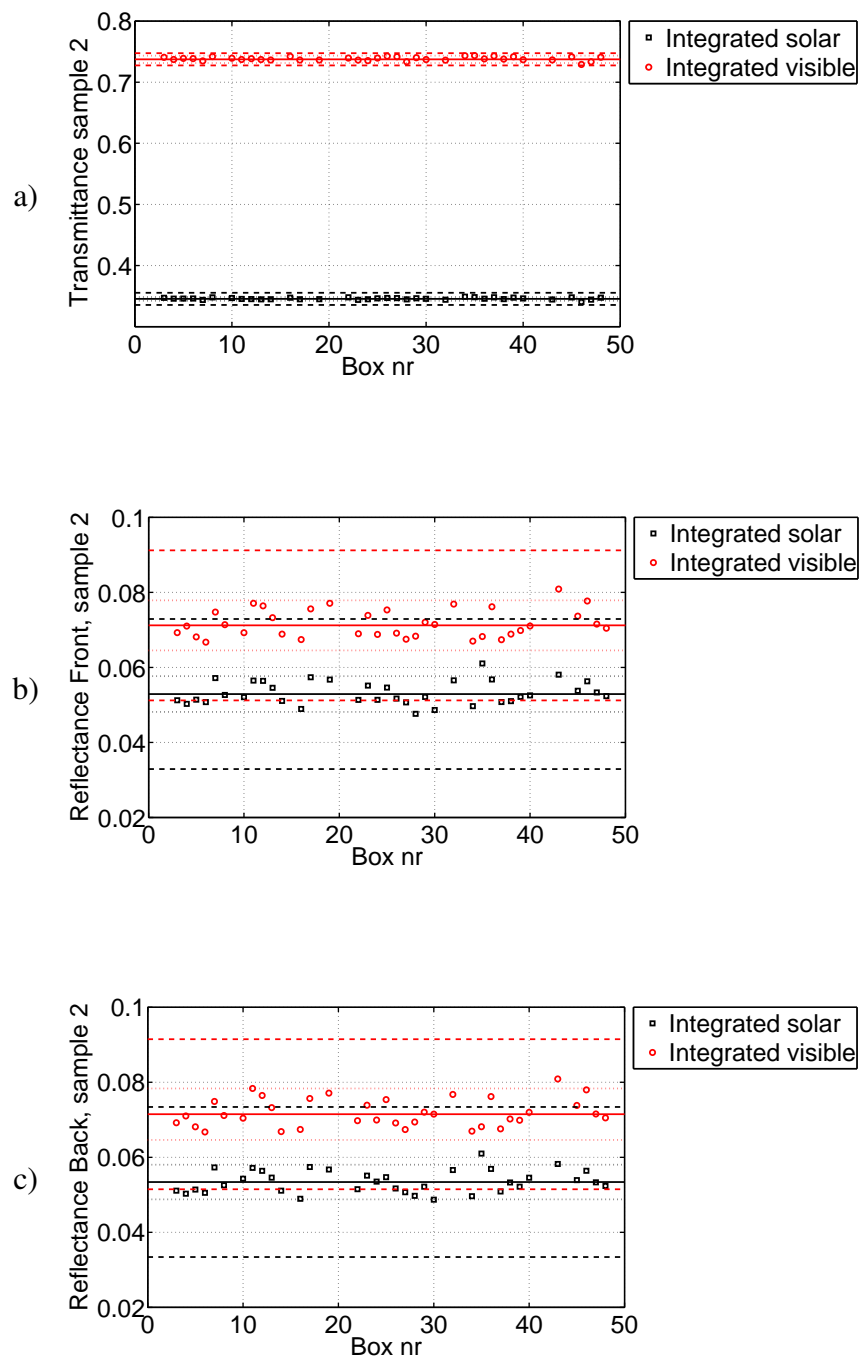 a)
Transmittance sample 2
0.8
0.7
0.6
0.5
0.4
0
10
20
30
40
50
Box nr
Integrated solar
Integrated visible
b)
Reflectance Front, sample 2
0.1
0.08
0.06
0.04
0.02
0
10
20
30
40
50
Box nr
Integrated solar
Integrated visible
c)
Reflectance Back, sample 2
0.1
0.08
0.06
0.04
0.02
0
10
20
30
40
50
Box nr
Integrated solar
Integrated visible